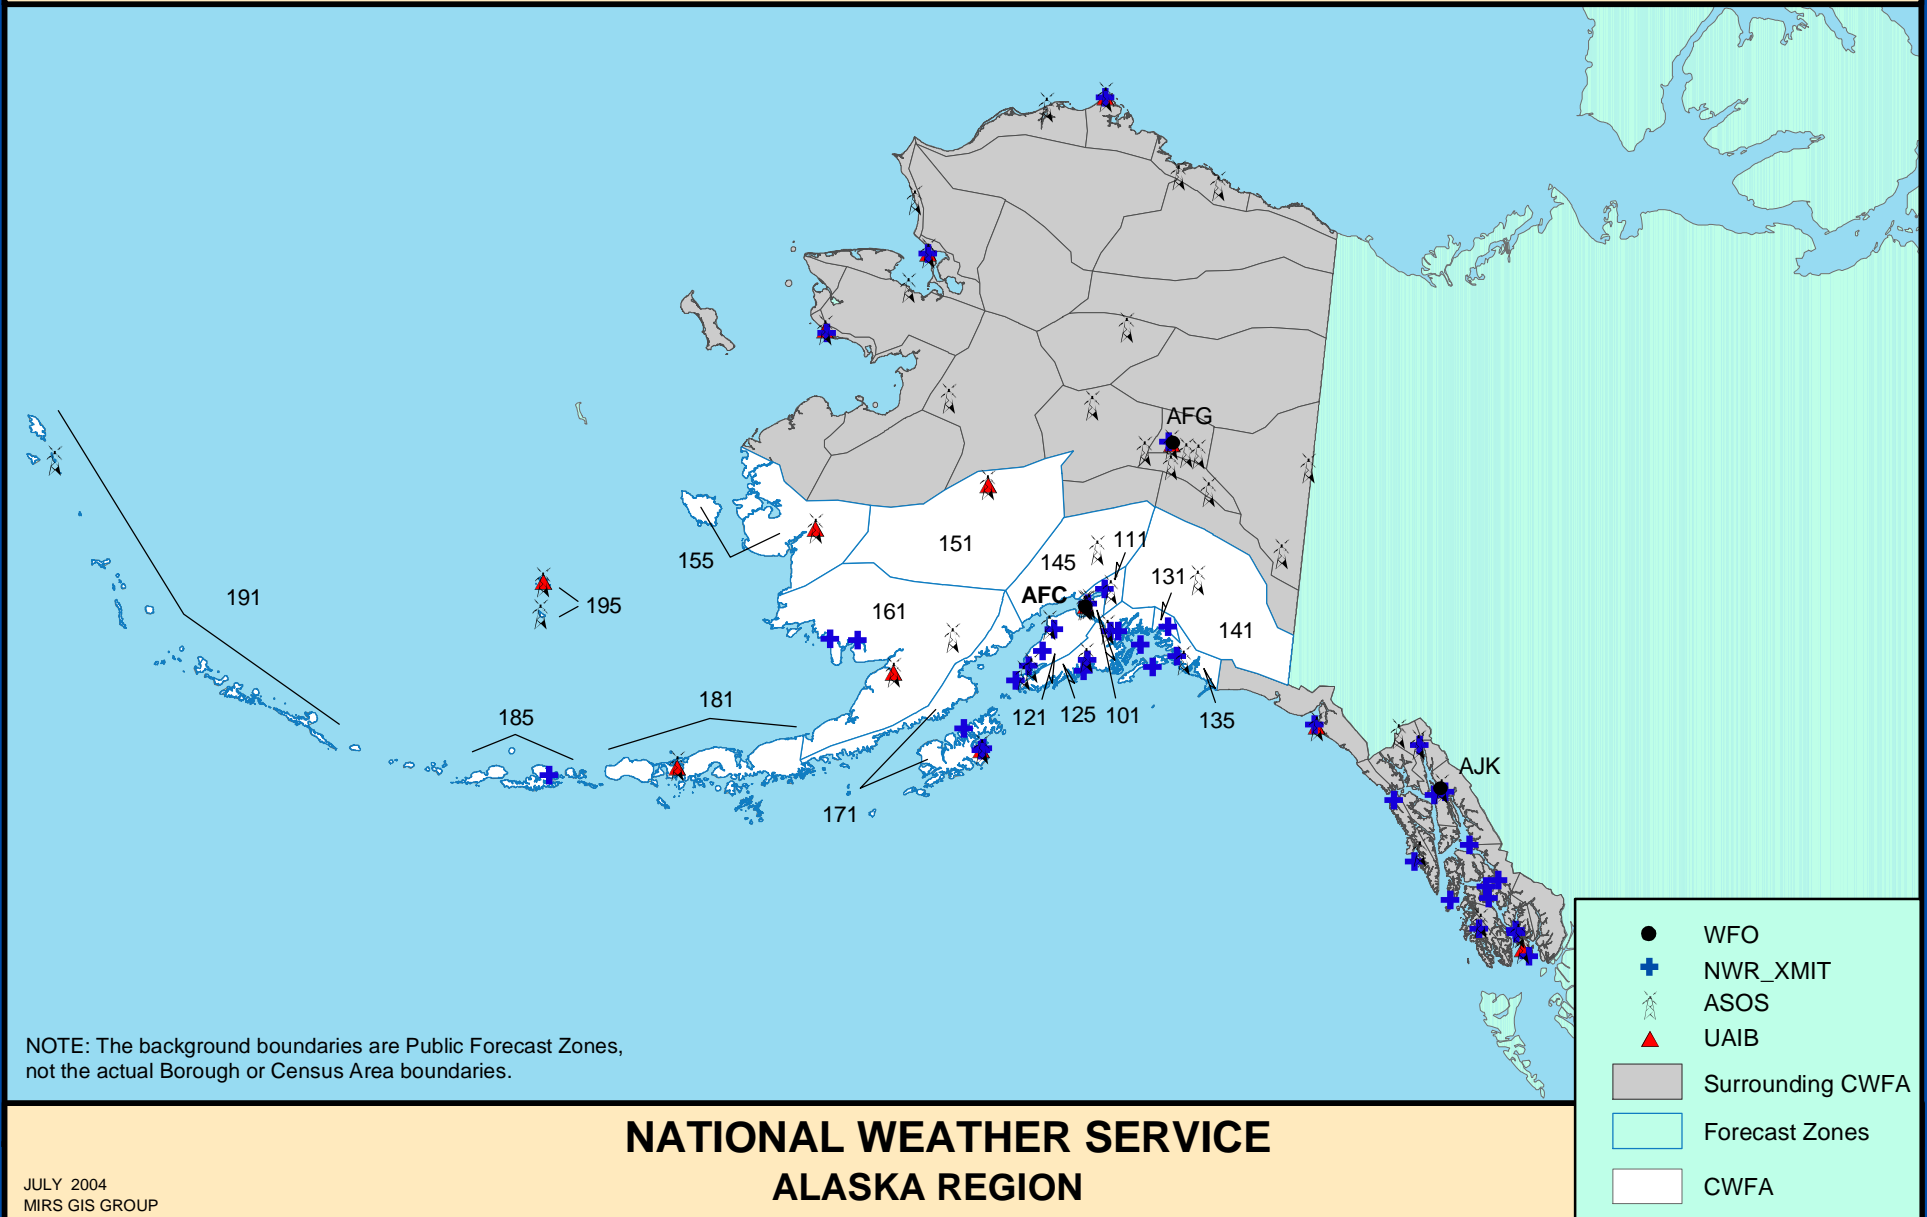 AFG
151
111
155
145
131
AFC
191
195
161
141
181
185
121
125
101
135
171
AJK
WFO
NWR_XMIT
ASOS
UAIB
Surrounding CWFA
Forecast Zones
CWFA
NOTE: The background boundaries are Public Forecast Zones,
not the actual Borough or Census Area boundaries.
NATIONAL WEATHER SERVICE
ALASKA REGION
JULY 2004
MIRS GIS GROUP